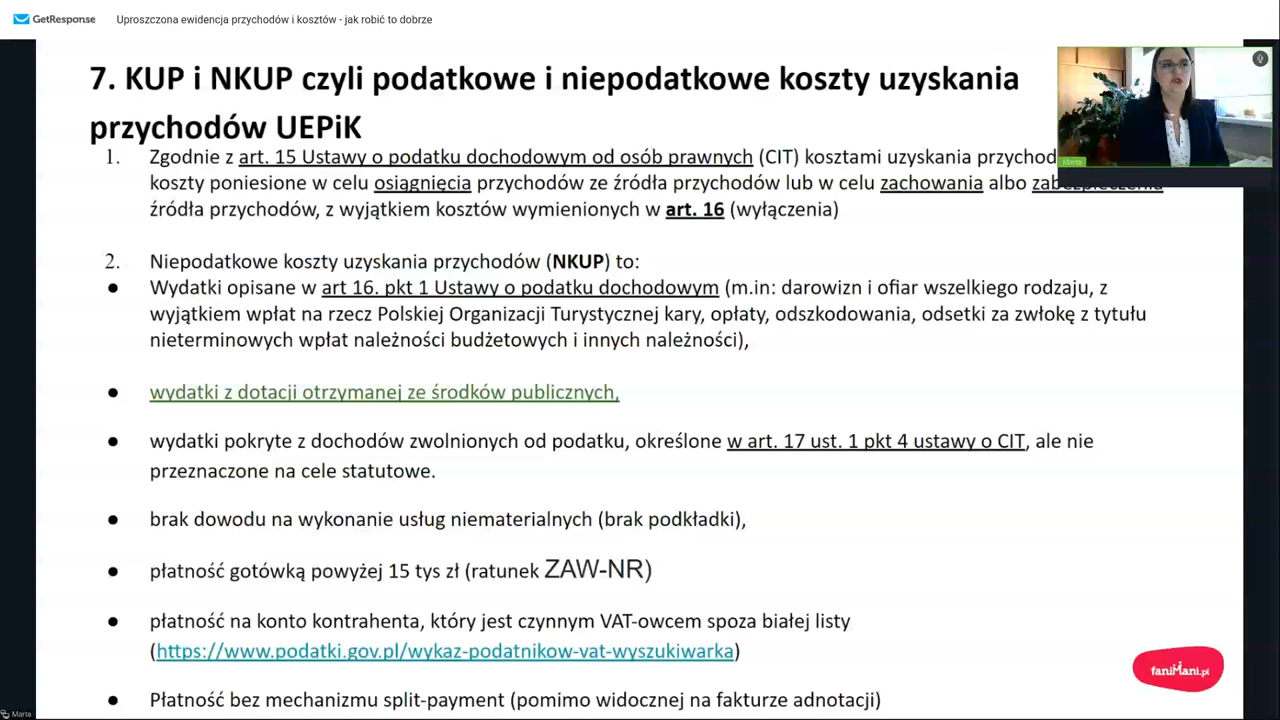 GetResponse
Uproszczona ewidencja przychodów i kosztów - jak robić to dobrze
7. KUP i NKUP czyli podatkowe i niepodatkowe koszty uzyskania
przychodów UEPiK
1. Zgodnie z art. 15 Ustawy o podatku dochodowym od osób prawnych (CIT) kosztami uzyskania przychod
koszty poniesione w celu osiągnięcia przychodów ze źródła przychodów lub w celu zachowania albo zabezpieczenia
źródła przychodów, z wyjątkiem kosztów wymienionych w art. 16 (wyłączenia)
2. Niepodatkowe koszty uzyskania przychodów (NKUP) to:
● Wydatki opisane w art 16. pkt 1 Ustawy o podatku dochodowym (m.in: darowizn i ofiar wszelkiego rodzaju, z
wyjątkiem wpłat na rzecz Polskiej Organizacji Turystycznej kary, opłaty, odszkodowania, odsetki za zwłokę z tytułu
nieterminowych wpłat należności budżetowych i innych należności),
● wydatki z dotacji otrzymanej ze środków publicznych,
● wydatki pokryte z dochodów zwolnionych od podatku, określone w art. 17 ust. 1 pkt 4 ustawy o CIT, ale nie
przeznaczone na cele statutowe.
● brak dowodu na wykonanie usług niematerialnych (brak podkładki),
● płatność gotówką powyżej 15 tys zł (ratunek ZAW-NR)
● płatność na konto kontrahenta, który jest czynnym VAT-owcem spoza białej listy
(https://www.podatki.gov.pl/wykaz-podatnikow-vat-wyszukiwarka)
● Płatność bez mechanizmu split-payment (pomimo widocznej na fakturze adnotacji)
Marta
faniMani.pl
Marta